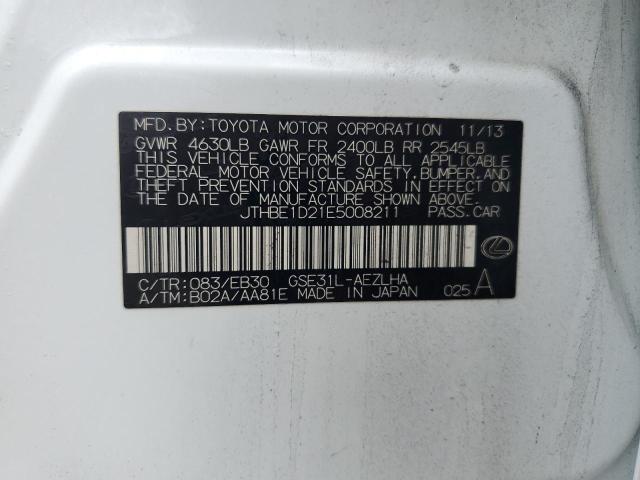 MFD. BY: TOYOTA MOTOR CORPORATION 11/13
GVWR 4630LB GAWR FR 2400LB RR 2545LB
THIS VEHICLE CONFORMS TO ALL APPLICABLE
FEDERAL MOTOR VEHICLE SAFETY, BUMPER, AND
THEFT PREVENTION STANDARDS IN EFFECT ON
THE DATE OF MANUFACTURE SHOWN ABOVE.
JTHBE1D21E5008211 PASS. CAR
C/TR: 083/EB30 GSE31L-AEZLHA
A/TM: B02A/AA81E MADE IN JAPAN 025 A